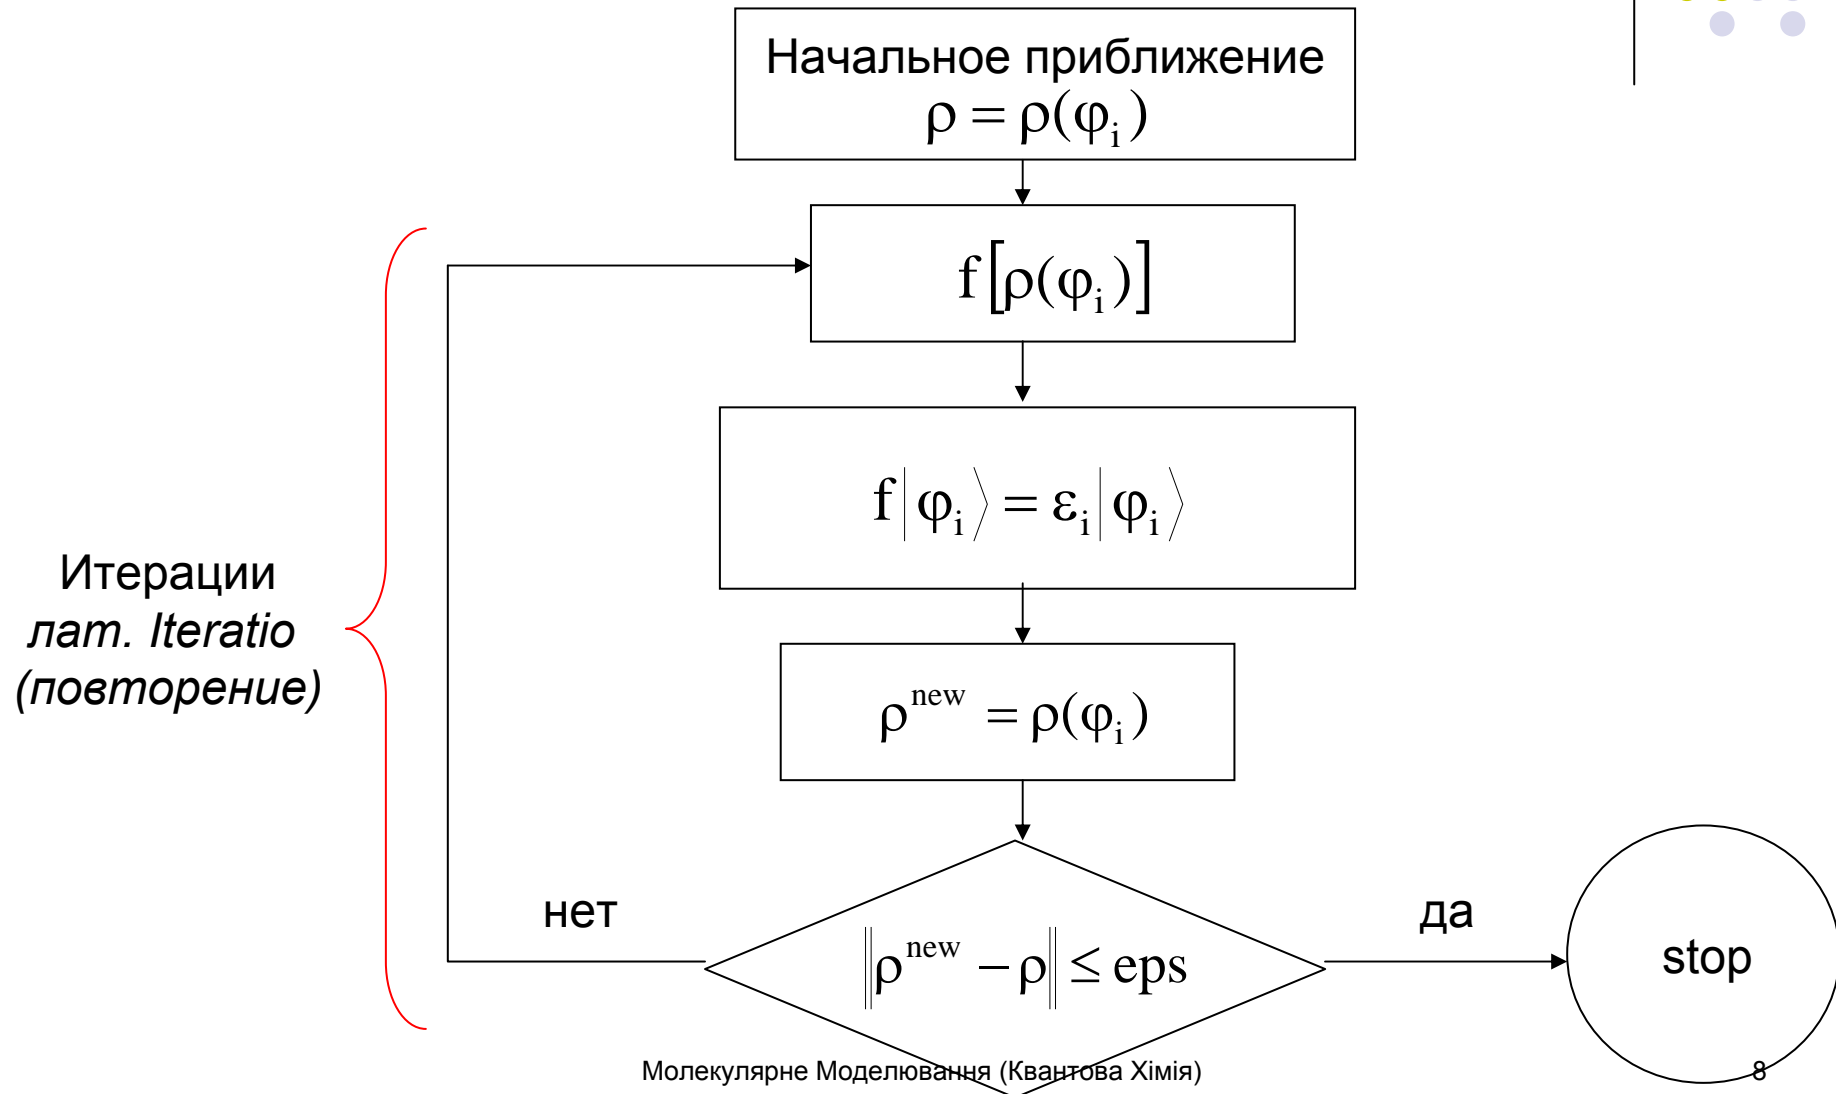 Начальное приближение
ρ = ρ(φᵢ)
f[ρ(φᵢ)]
f|φᵢ⟩ = εᵢ|φᵢ⟩
Итерации
лат. Iteratio
(повторение)
ρⁿᵉʷ = ρ(φᵢ)
нет
‖ρⁿᵉʷ − ρ‖ ≤ eps
да
stop
Молекулярне Моделювання (Квантова Хімія)
8